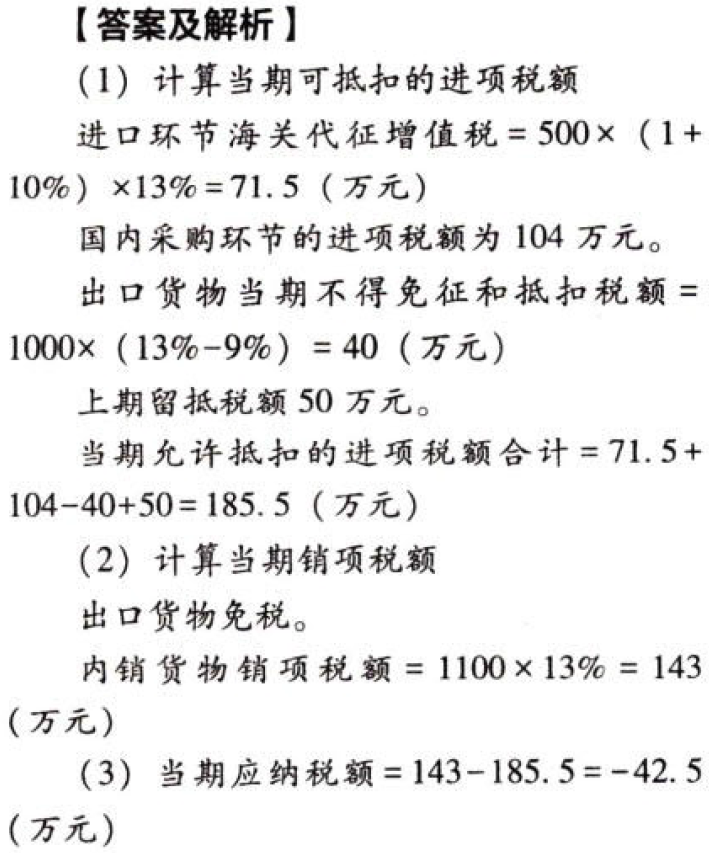 【答案及解析】
(1) 计算当期可抵扣的进项税额
进口环节海关代征增值税=500×(1+
10%)×13%=71.5(万元)
国内采购环节的进项税额为 104 万元。
出口货物当期不得免征和抵扣税额=
1000×(13%-9%)=40(万元)
上期留抵税额 50 万元。
当期允许抵扣的进项税额合计=71.5+
104-40+50=185.5(万元)
(2) 计算当期销项税额
出口货物免税。
内销货物销项税额=1100×13%=143
(万元)
(3) 当期应纳税额=143-185.5=-42.5
(万元)